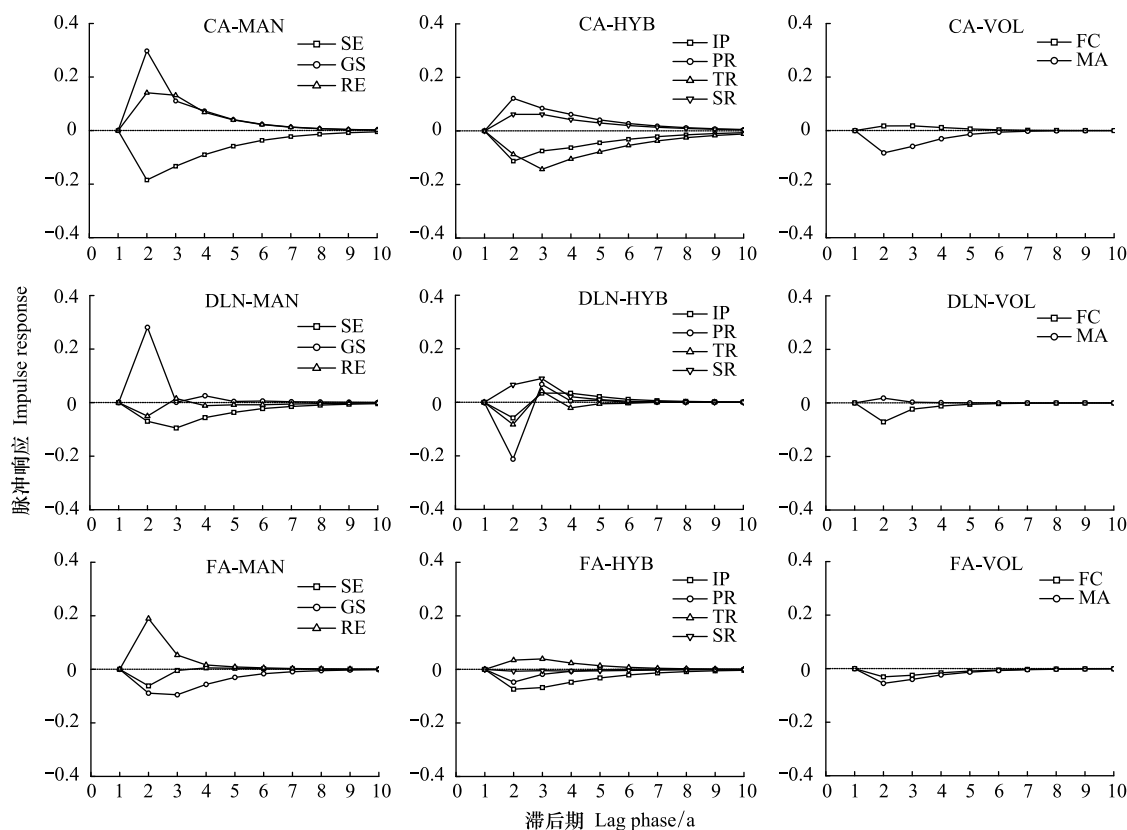 CA-MAN
SE
GS
RE
0.4
0.2
0
−0.2
−0.4
0 1 2 3 4 5 6 7 8 9 10
CA-HYB
IP
PR
TR
SR
0.4
0.2
0
−0.2
−0.4
0 1 2 3 4 5 6 7 8 9 10
CA-VOL
FC
MA
0.4
0.2
0
−0.2
−0.4
0 1 2 3 4 5 6 7 8 9 10
脉冲响应 Impulse response
DLN-MAN
SE
GS
RE
0.4
0.2
0
−0.2
−0.4
0 1 2 3 4 5 6 7 8 9 10
DLN-HYB
IP
PR
TR
SR
0.4
0.2
0
−0.2
−0.4
0 1 2 3 4 5 6 7 8 9 10
DLN-VOL
FC
MA
0.4
0.2
0
−0.2
−0.4
0 1 2 3 4 5 6 7 8 9 10
FA-MAN
SE
GS
RE
0.4
0.2
0
−0.2
−0.4
0 1 2 3 4 5 6 7 8 9 10
FA-HYB
IP
PR
TR
SR
0.4
0.2
0
−0.2
−0.4
0 1 2 3 4 5 6 7 8 9 10
FA-VOL
FC
MA
0.4
0.2
0
−0.2
−0.4
0 1 2 3 4 5 6 7 8 9 10
滞后期 Lag phase/a